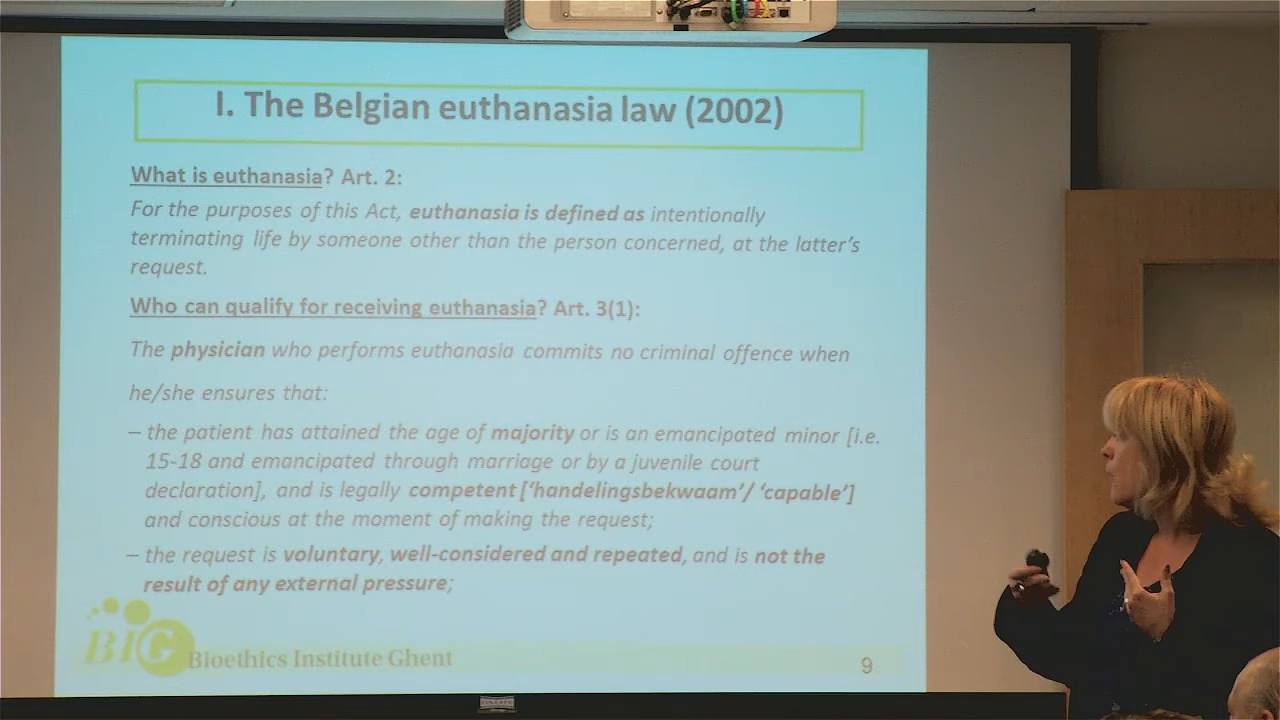 I. The Belgian euthanasia law (2002)
What is euthanasia? Art. 2:
For the purposes of this Act, euthanasia is defined as intentionally
terminating life by someone other than the person concerned, at the latter's
request.
Who can qualify for receiving euthanasia? Art. 3(1):
The physician who performs euthanasia commits no criminal offence when
he/she ensures that:
– the patient has attained the age of majority or is an emancipated minor [i.e.
15-18 and emancipated through marriage or by a juvenile court
declaration], and is legally competent ['handelingsbekwaam'/ 'capable']
and conscious at the moment of making the request;
– the request is voluntary, well-considered and repeated, and is not the
result of any external pressure;
BIG Bioethics Institute Ghent
9